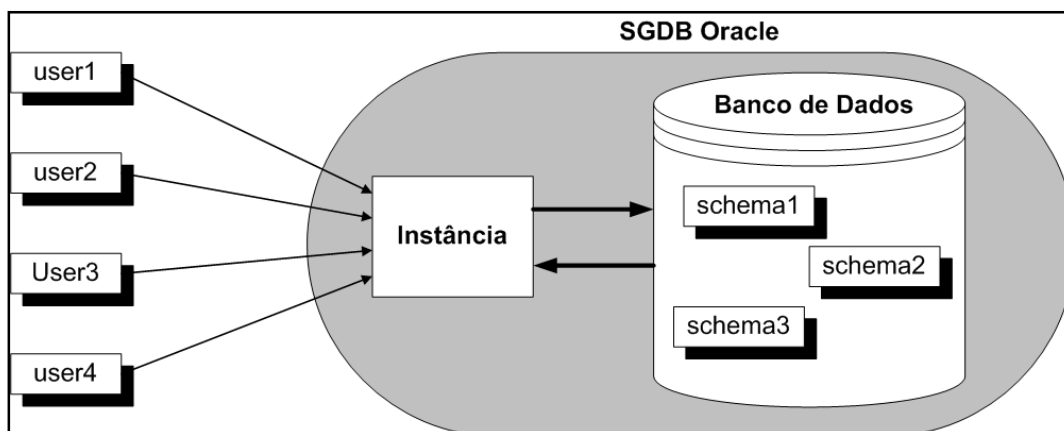 SGDB Oracle
user1
user2
User3
user4
Instância
Banco de Dados
schema1
schema2
schema3